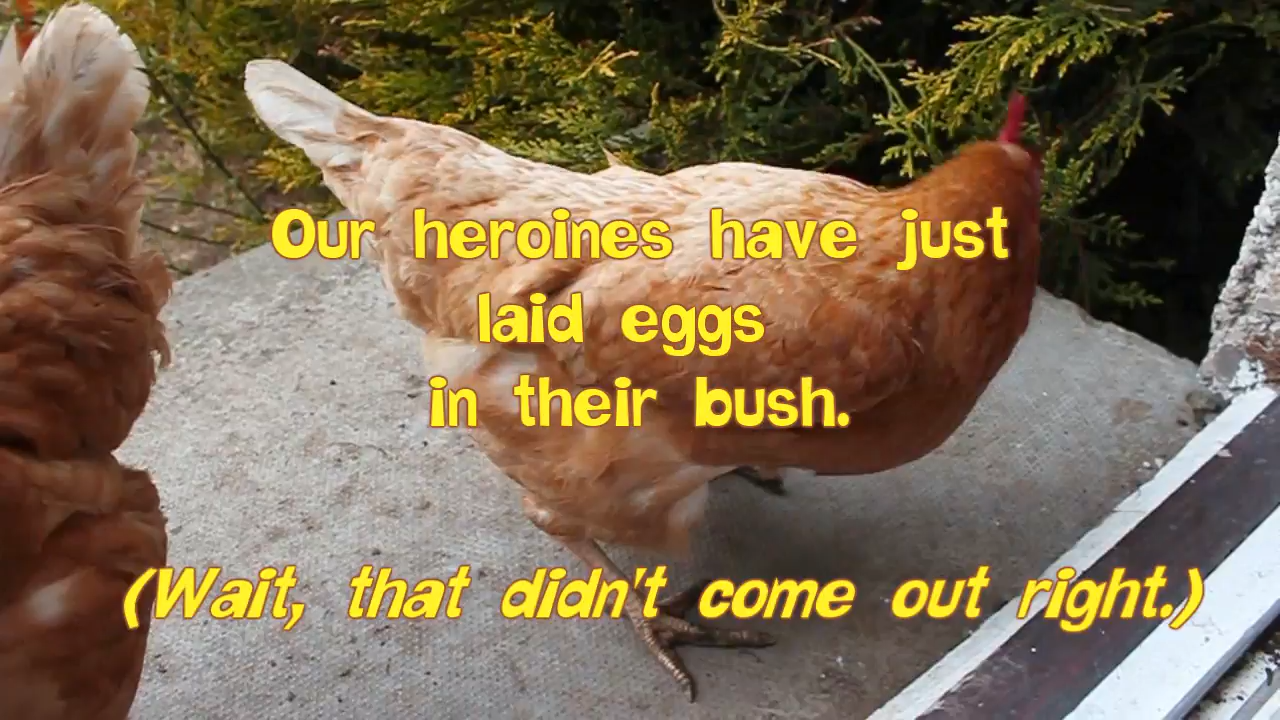 Our heroines have just
laid eggs
in their bush.
(Wait, that didn't come out right.)